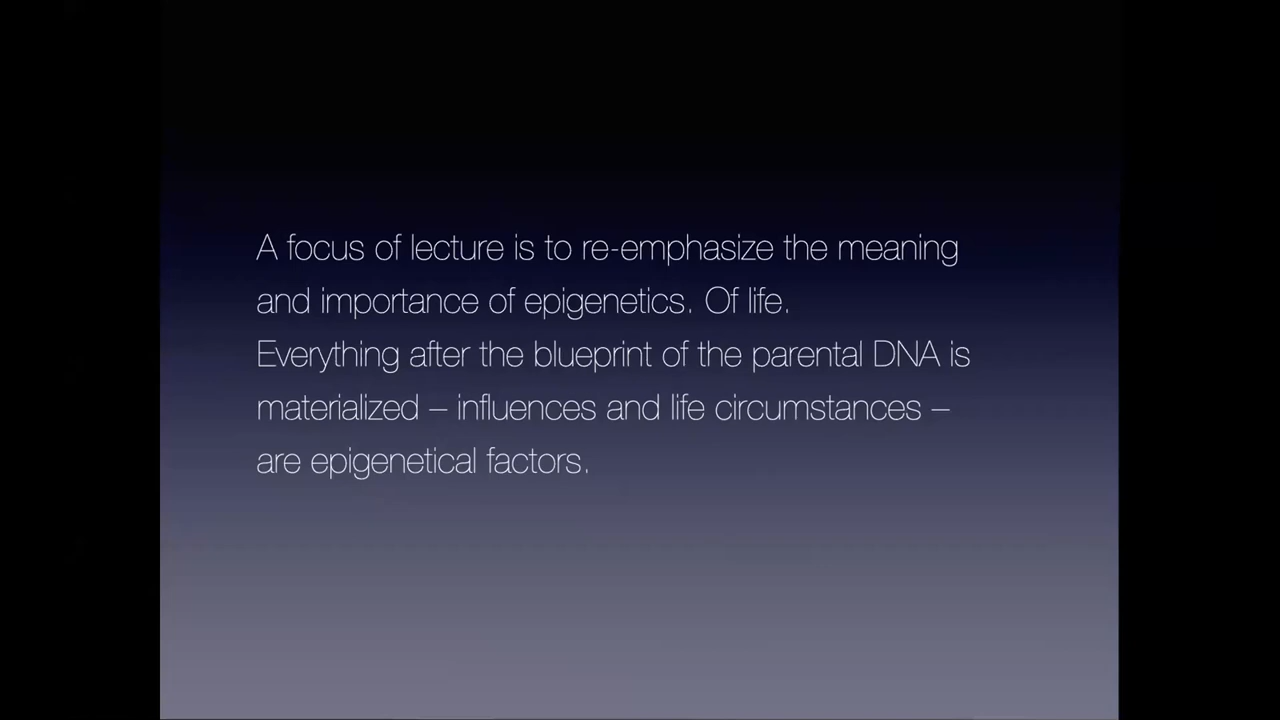 A focus of lecture is to re-emphasize the meaning
and importance of epigenetics. Of life.
Everything after the blueprint of the parental DNA is
materialized – influences and life circumstances –
are epigenetical factors.